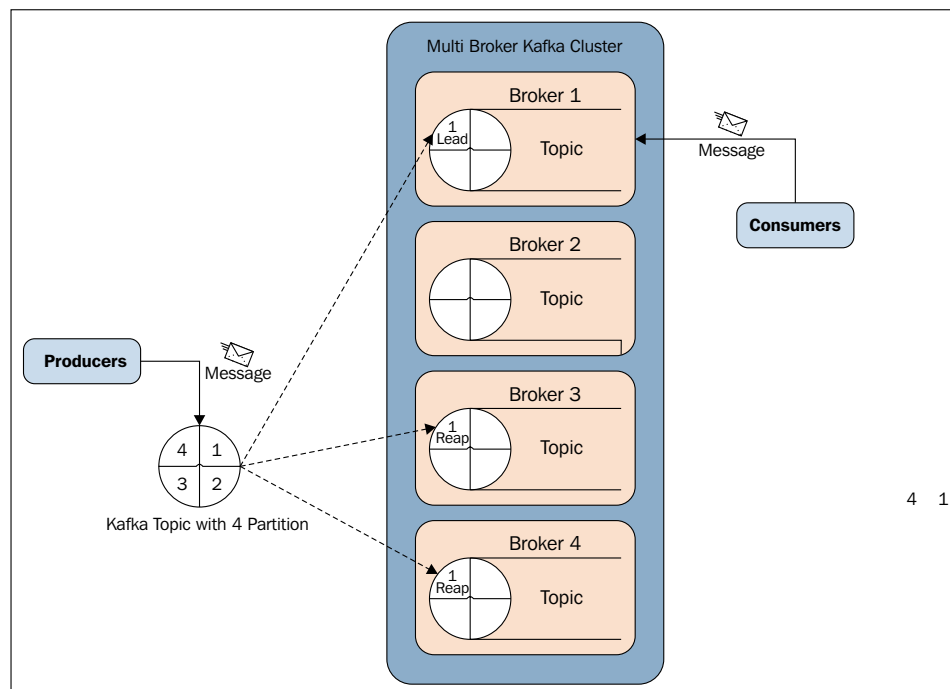 Multi Broker Kafka Cluster
Broker 1
1
Lead
Topic
Message
Consumers
Broker 2
Topic
Producers
Message
Broker 3
1
Reap
Topic
4 1
3 2
Kafka Topic with 4 Partition
4 1
Broker 4
1
Reap
Topic